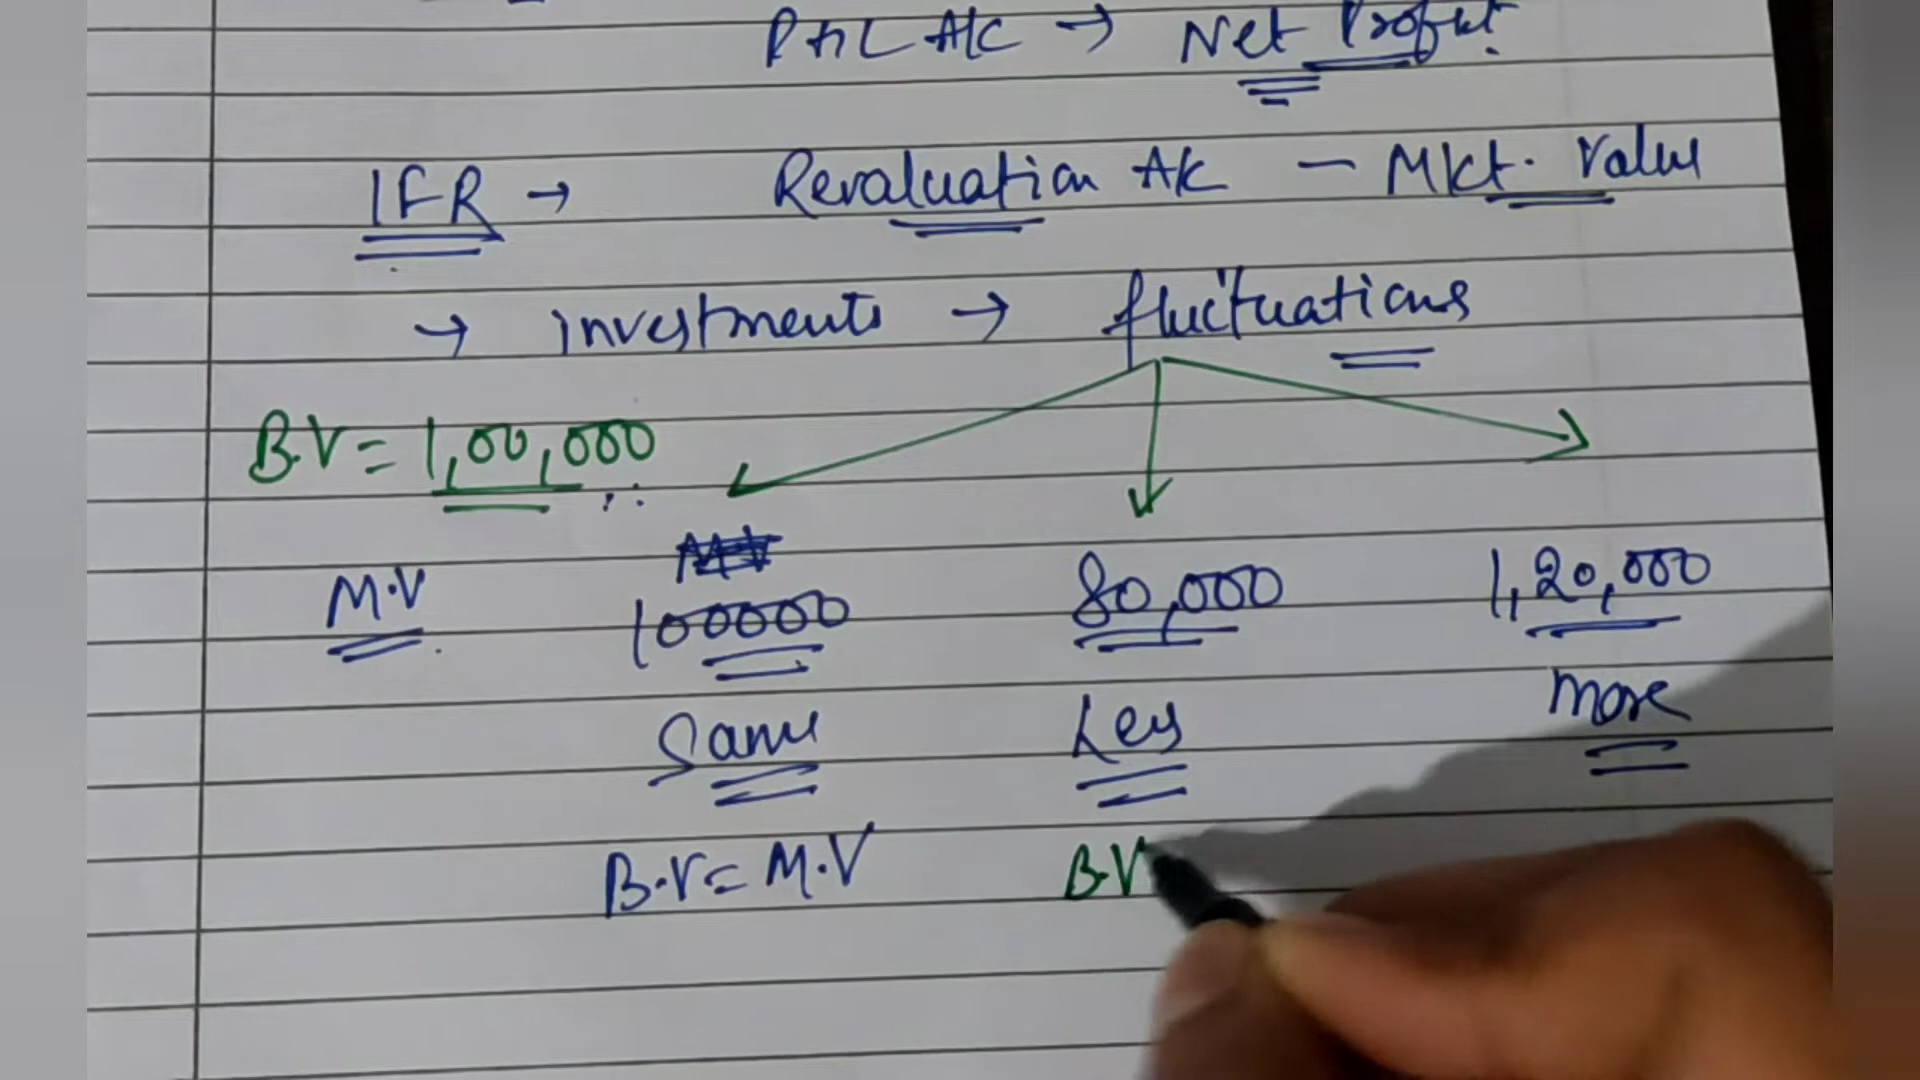 P & L A/c → Net Profit
IFR → Revaluation A/c - Mkt. Value
→ investments → fluctuations
B.V = 1,00,000
M.V
M.V 100000 80,000 1,20,000
Same Less More
B.V = M.V B.V